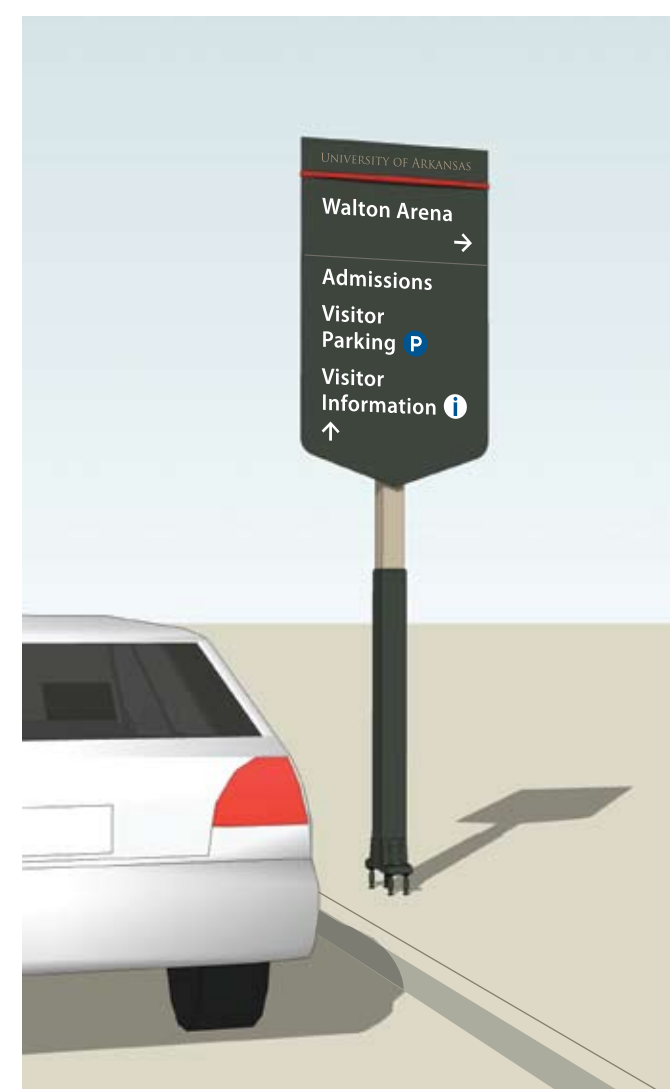 UNIVERSITY OF ARKANSAS
Walton Arena
→
Admissions
Visitor
Parking P
Visitor
Information i
↑